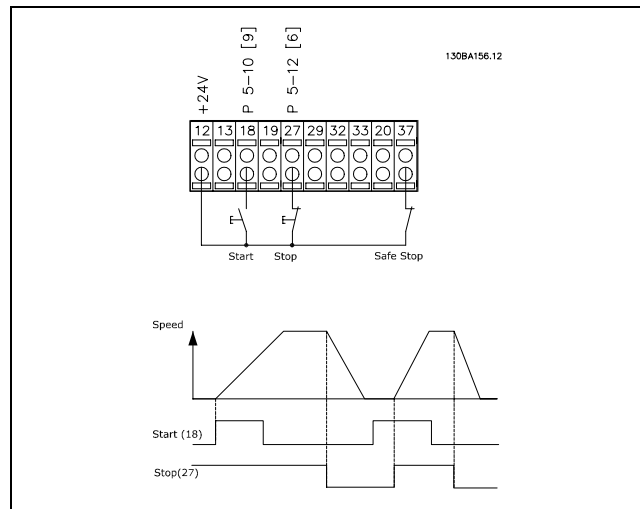 130BA156.12
+24V
P 5-10 [9]
P 5-12 [6]
12 13 18 19 27 29 32 33 20 37
Start Stop Safe Stop
Speed
Start (18)
Stop(27)